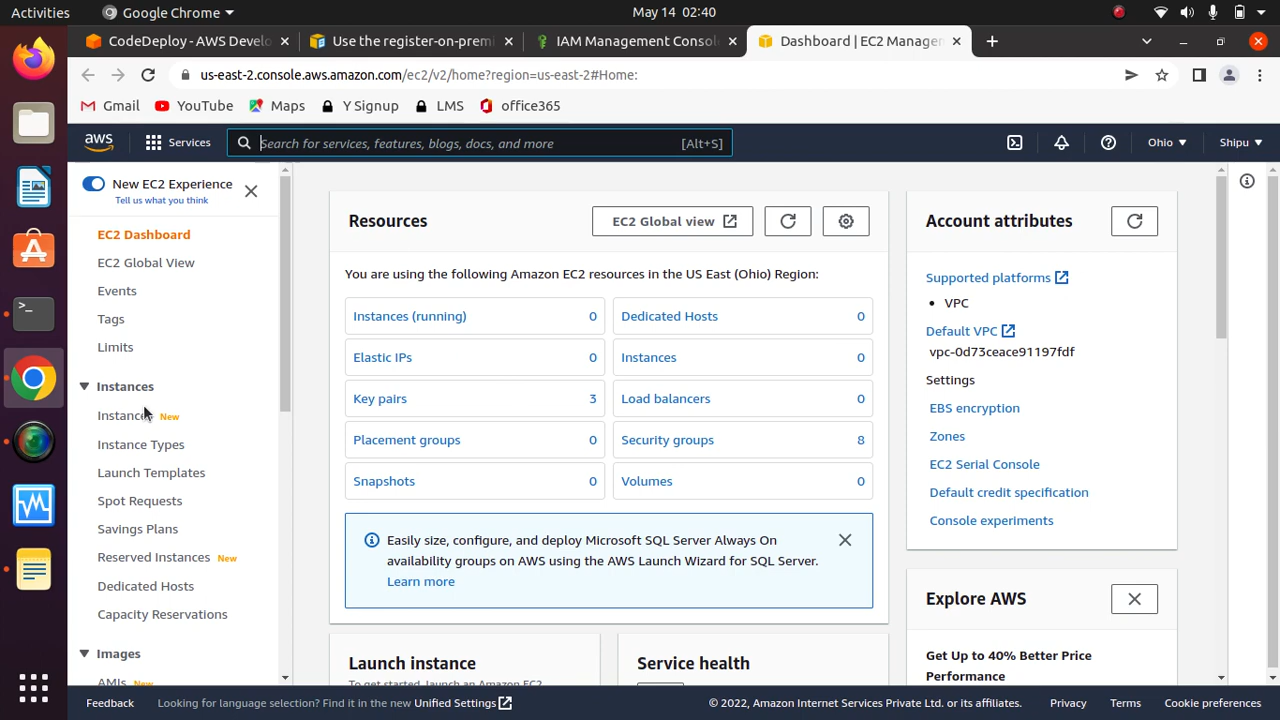 Activities
Google Chrome
May 14 02:40
CodeDeploy - AWS Develo
Use the register-on-premi
IAM Management Consol
Dashboard | EC2 Manager
us-east-2.console.aws.amazon.com/ec2/v2/home?region=us-east-2#Home:
Gmail
YouTube
Maps
Y Signup
LMS
office365
aws
Services
Search for services, features, blogs, docs, and more
[Alt+S]
Ohio
Shipu
New EC2 Experience
Tell us what you think
EC2 Dashboard
EC2 Global View
Events
Tags
Limits
Instances
Instances New
Instance Types
Launch Templates
Spot Requests
Savings Plans
Reserved Instances New
Dedicated Hosts
Capacity Reservations
Images
AMIs New
Resources
EC2 Global view
You are using the following Amazon EC2 resources in the US East (Ohio) Region:
Instances (running) 0
Dedicated Hosts 0
Elastic IPs 0
Instances 0
Key pairs 3
Load balancers 0
Placement groups 0
Security groups 8
Snapshots 0
Volumes 0
Easily size, configure, and deploy Microsoft SQL Server Always On
availability groups on AWS using the AWS Launch Wizard for SQL Server.
Learn more
Launch instance
To get started, launch an Amazon EC2
Service health
Account attributes
Supported platforms
• VPC
Default VPC
vpc-0d73ceace91197fdf
Settings
EBS encryption
Zones
EC2 Serial Console
Default credit specification
Console experiments
Explore AWS
Get Up to 40% Better Price
Performance
Feedback
Looking for language selection? Find it in the new Unified Settings
© 2022, Amazon Internet Services Private Ltd. or its affiliates.
Privacy
Terms
Cookie preferences